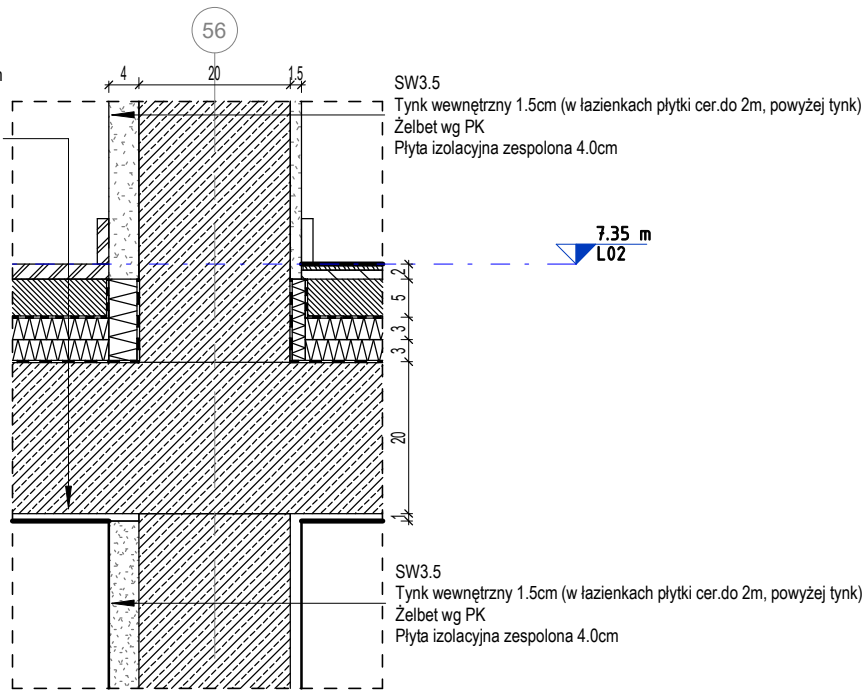 56
4
20
1.5
SW3.5
Tynk wewnętrzny 1.5cm (w łazienkach płytki cer.do 2m, powyżej tynk)
Żelbet wg PK
Płyta izolacyjna zespolona 4.0cm
7.35 m
L02
2
5
3
3
20
1
SW3.5
Tynk wewnętrzny 1.5cm (w łazienkach płytki cer.do 2m, powyżej tynk)
Żelbet wg PK
Płyta izolacyjna zespolona 4.0cm